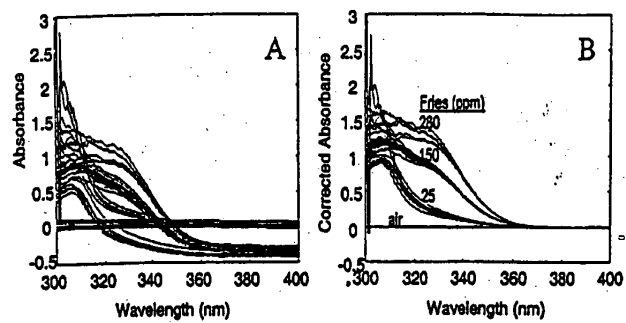 A
Absorbance
3
2.5
2
1.5
1
0.5
0
-0.5
300 320 340 360 380 400
Wavelength (nm)
B
Corrected Absorbance
3
2.5
2
1.5
1
0.5
0
-0.5
Fries (ppm)
280
150
25
air
300 320 340 360 380 400
Wavelength (nm)